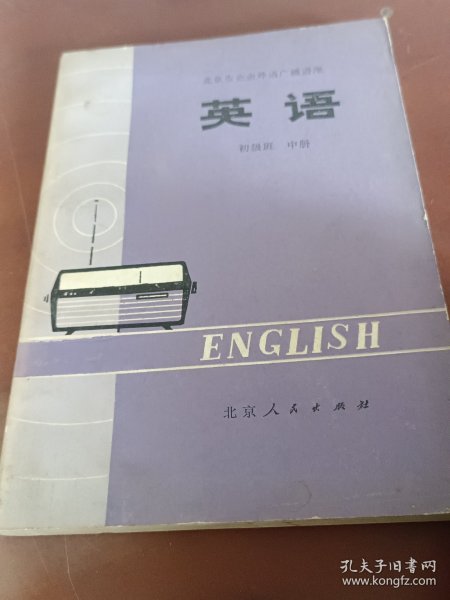 北京市业余外语广播讲座
英语
初级班 中册
ENGLISH
北京人民出版社
孔夫子旧书网
www.kongfz.com